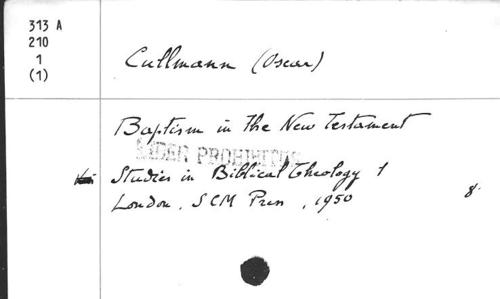 313 A
210
1
(1)
Cullmann (Oscar)
Baptism in the New Testament
PROHIBITED
Studies in Biblical Theology 1
London, SCM Press, 1950
8°